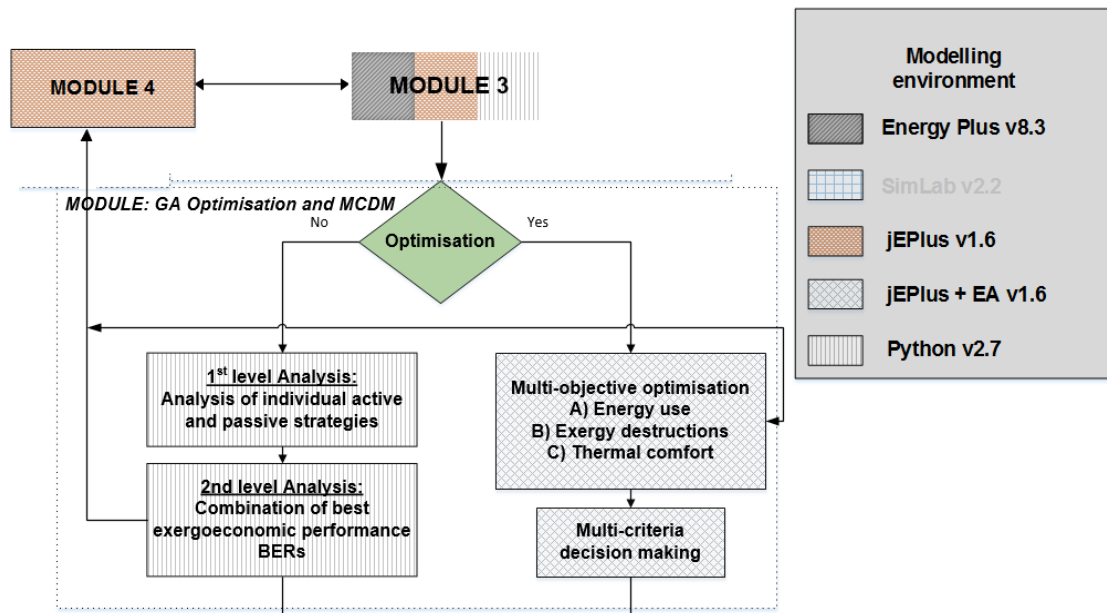 MODULE 4
MODULE 3
MODULE: GA Optimisation and MCDM
No
Yes
Optimisation
1st level Analysis:
Analysis of individual active
and passive strategies
2nd level Analysis:
Combination of best
exergoeconomic performance
BERs
Multi-objective optimisation
A) Energy use
B) Exergy destructions
C) Thermal comfort
Multi-criteria
decision making
Modelling
environment
Energy Plus v8.3
SimLab v2.2
jEPlus v1.6
jEPlus + EA v1.6
Python v2.7